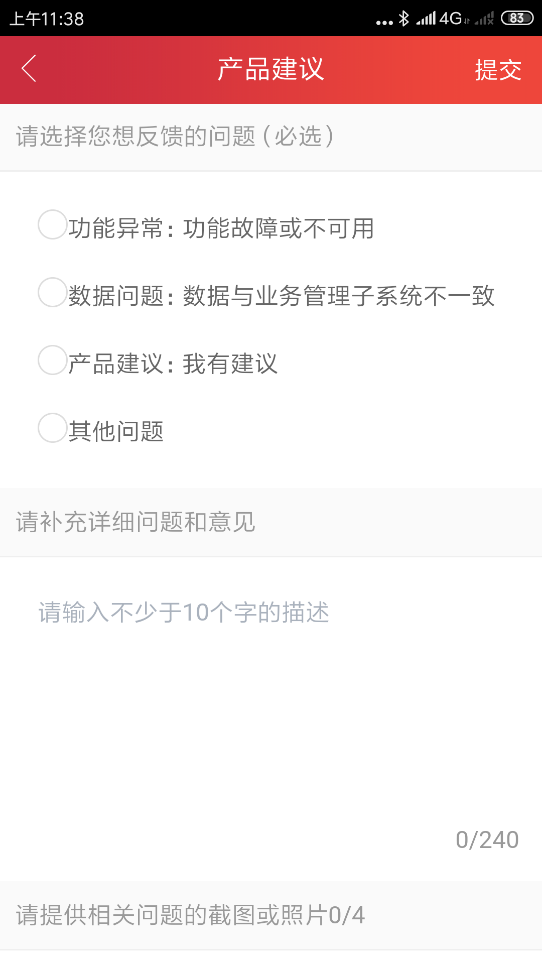 上午11:38
4G
83
产品建议
提交
请选择您想反馈的问题（必选）
功能异常：功能故障或不可用
数据问题：数据与业务管理子系统不一致
产品建议：我有建议
其他问题
请补充详细问题和意见
请输入不少于10个字的描述
0/240
请提供相关问题的截图或照片0/4